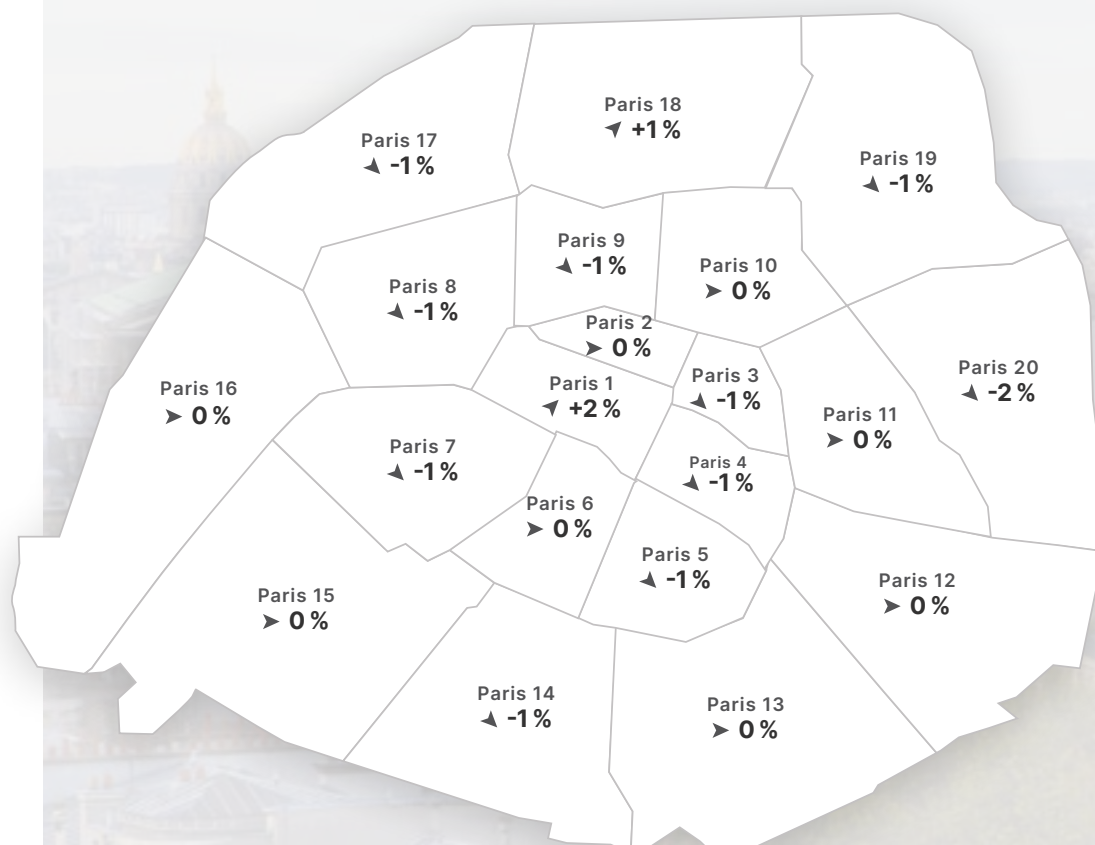 Paris 18
+1 %
Paris 17
-1 %
Paris 19
-1 %
Paris 9
-1 %
Paris 10
0 %
Paris 8
-1 %
Paris 2
0 %
Paris 20
-2 %
Paris 3
-1 %
Paris 1
+2 %
Paris 16
0 %
Paris 11
0 %
Paris 7
-1 %
Paris 4
-1 %
Paris 6
0 %
Paris 5
-1 %
Paris 12
0 %
Paris 15
0 %
Paris 14
-1 %
Paris 13
0 %